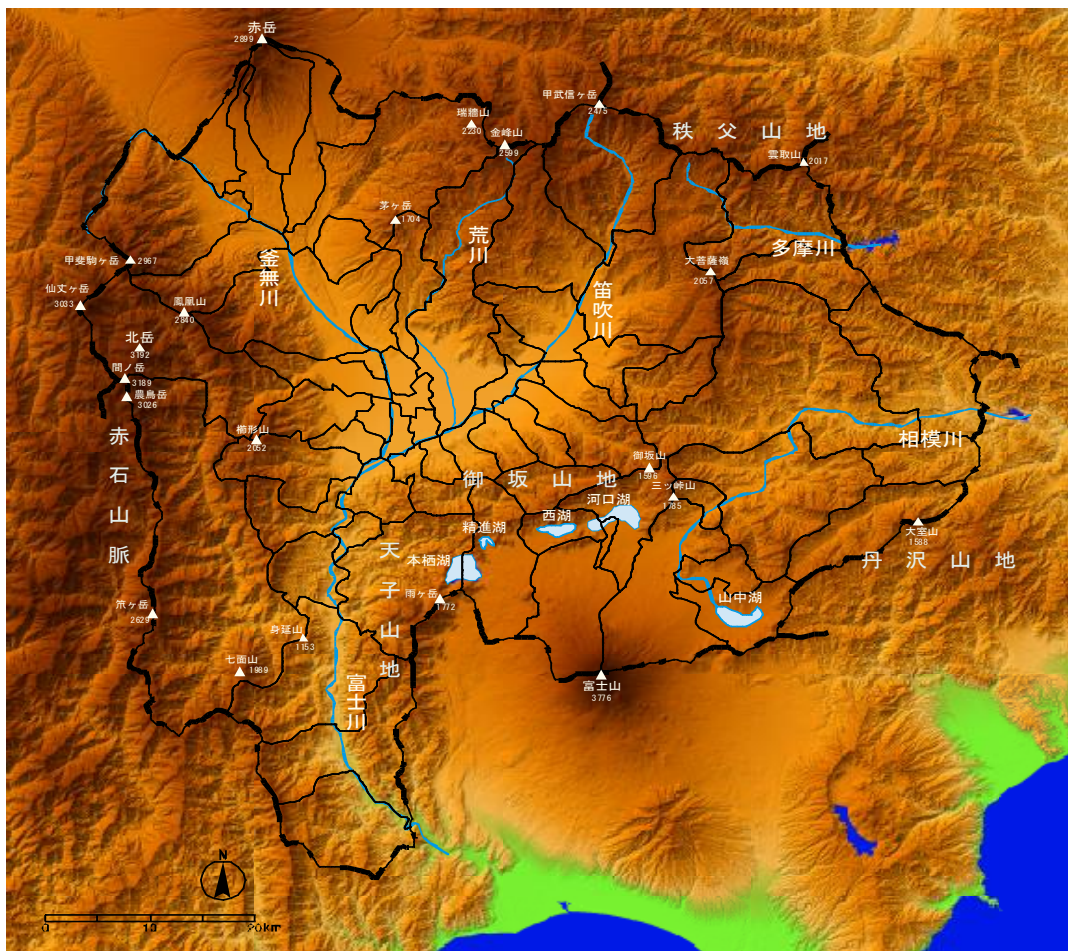 赤岳
2899
甲武信ヶ岳
2475
瑞牆山
2230
金峰山
2599
秩父山地
雲取山
2017
茅ヶ岳
1704
荒川
釜無川
笛吹川
多摩川
大菩薩嶺
2057
甲斐駒ヶ岳
2967
仙丈ヶ岳
3033
鳳凰山
2840
北岳
3192
間ノ岳
3189
農鳥岳
3026
櫛形山
2052
赤石山脈
相模川
御坂山
1596
御坂山地
三ッ峠山
1785
河口湖
西湖
精進湖
本栖湖
大室山
1588
丹沢山地
天子山地
雨ヶ岳
1772
山中湖
笊ヶ岳
2629
身延山
1153
七面山
1989
富士川
富士山
3776
N
0
10
20km